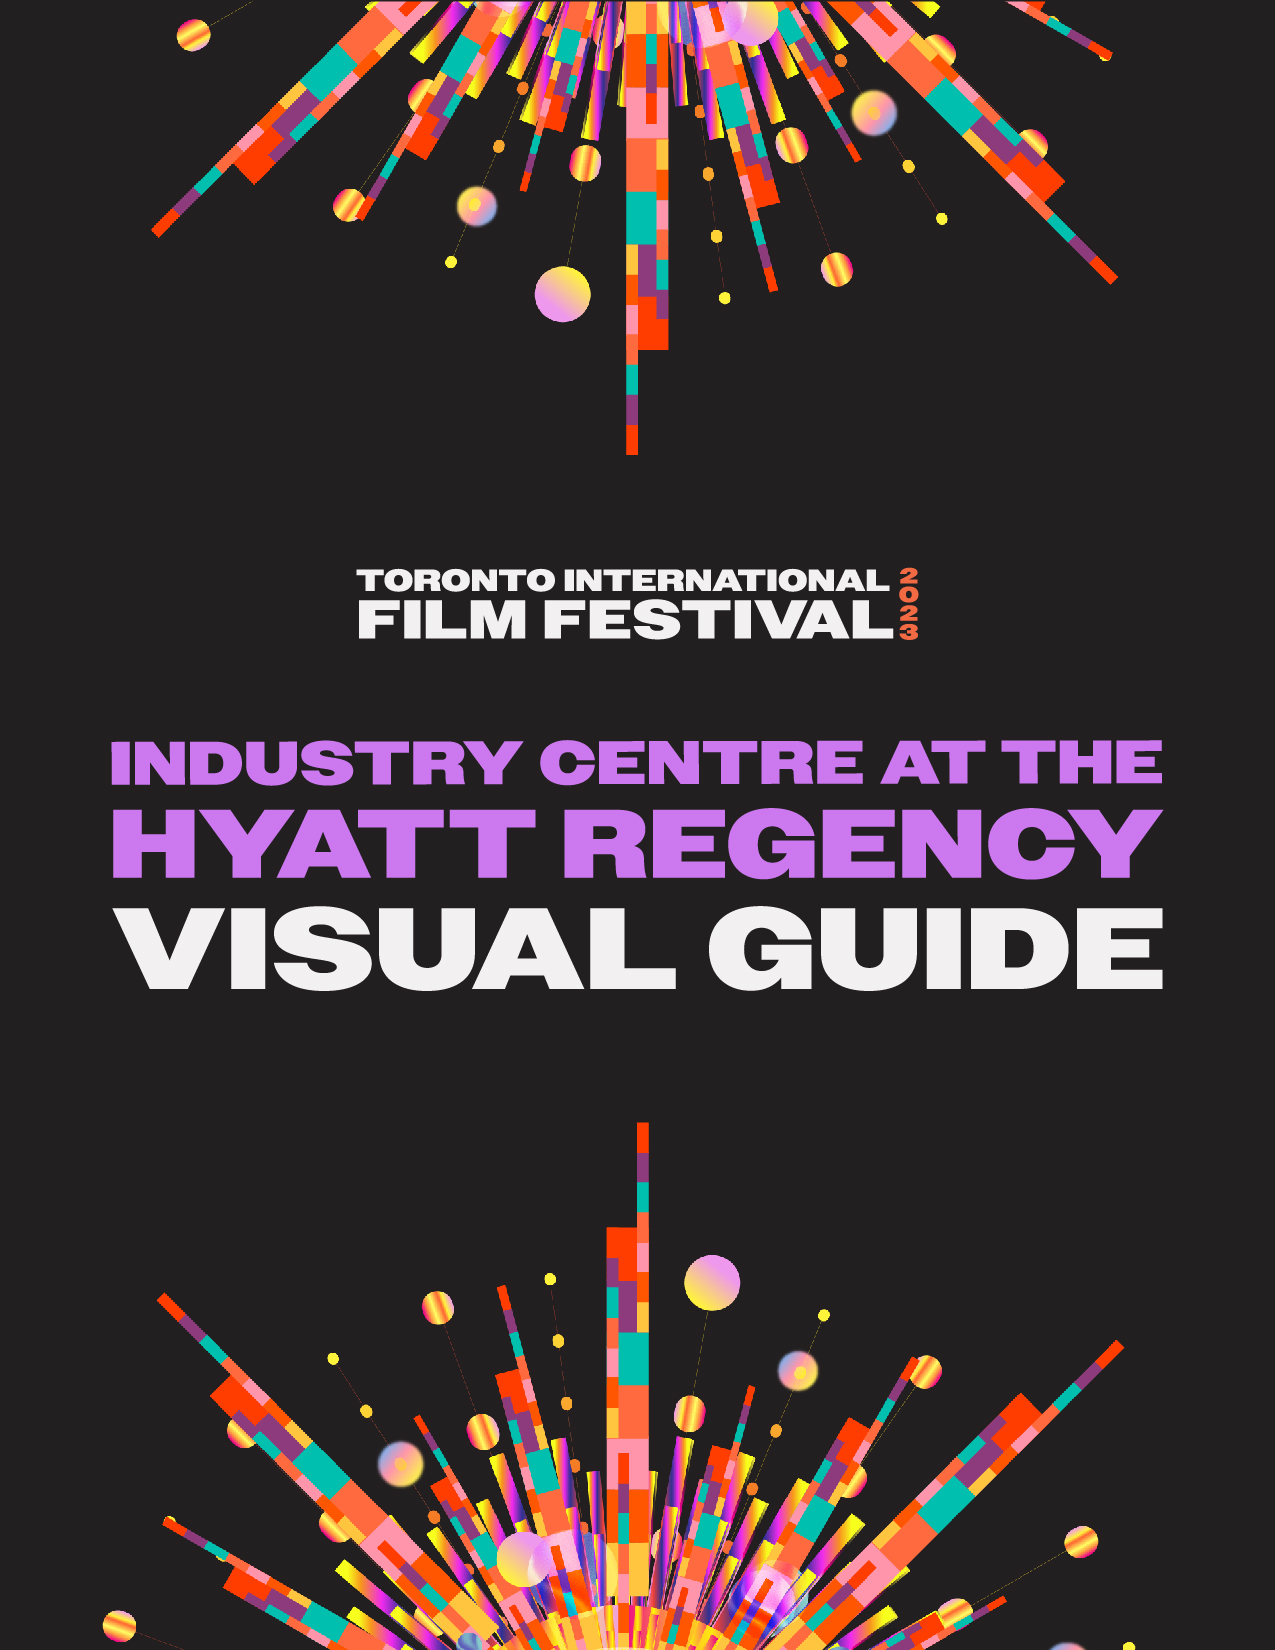 TORONTO INTERNATIONAL
FILM FESTIVAL
2023
INDUSTRY CENTRE AT THE
HYATT REGENCY
VISUAL GUIDE